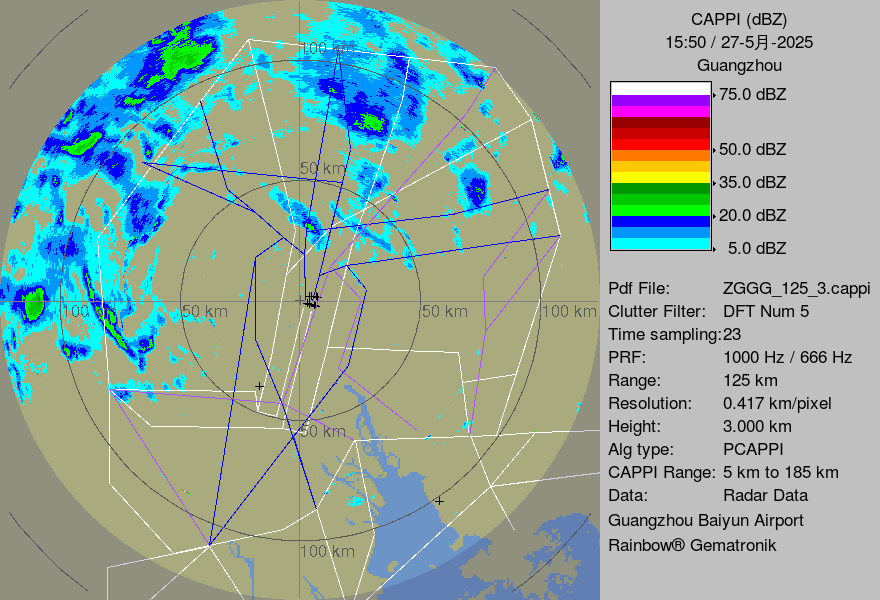 CAPPI (dBZ)
15:50 / 27-5月-2025
Guangzhou
75.0 dBZ
50.0 dBZ
35.0 dBZ
20.0 dBZ
5.0 dBZ
Pdf File: ZGGG_125_3.cappi
Clutter Filter: DFT Num 5
Time sampling:23
PRF: 1000 Hz / 666 Hz
Range: 125 km
Resolution: 0.417 km/pixel
Height: 3.000 km
Alg type: PCAPPI
CAPPI Range: 5 km to 185 km
Data: Radar Data
Guangzhou Baiyun Airport
Rainbow® Gematronik
100 km
50 km
100 km
50 km
50 km
100 km
50 km
100 km